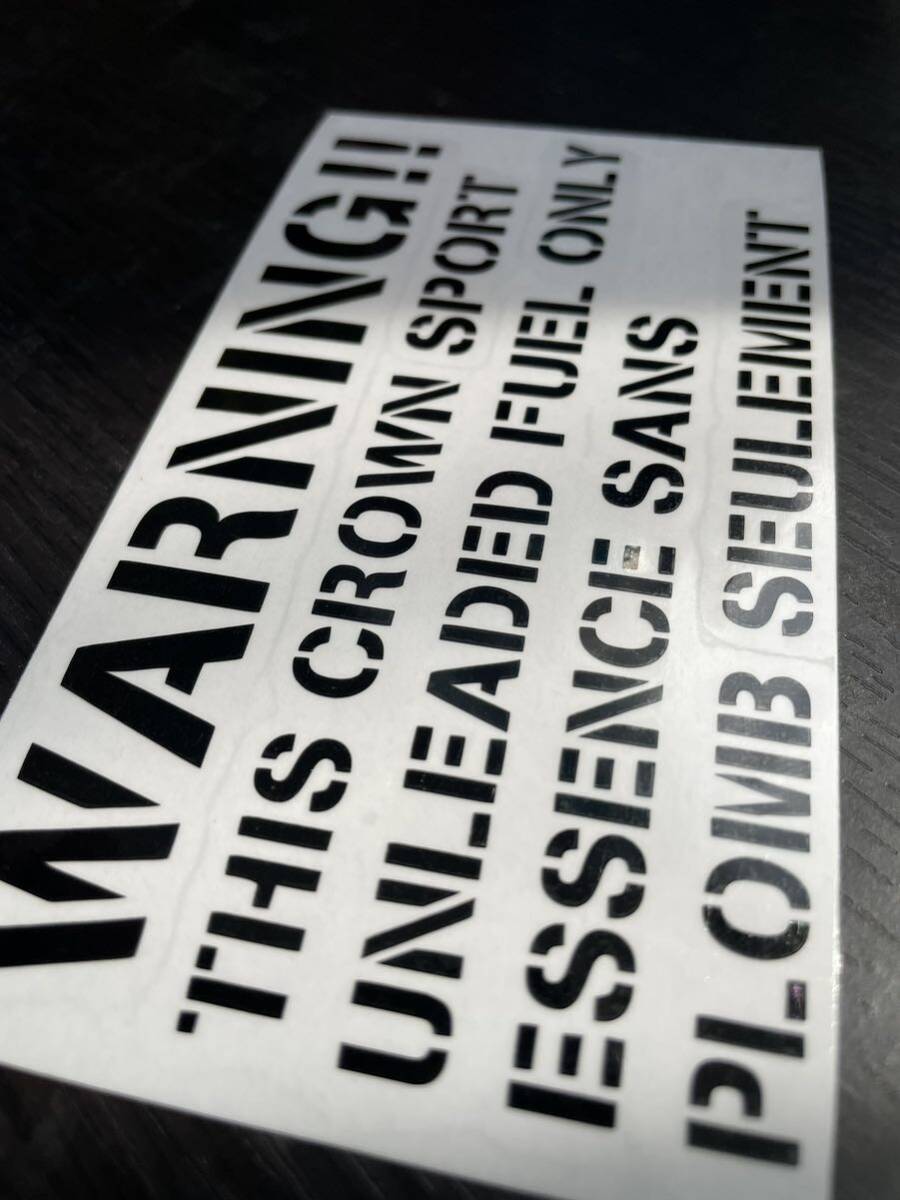 WARNING!!
THIS CROWN SPORT
UNLEADED FUEL ONLY
ESSENCE SANS
PLOMB SEULEMENT